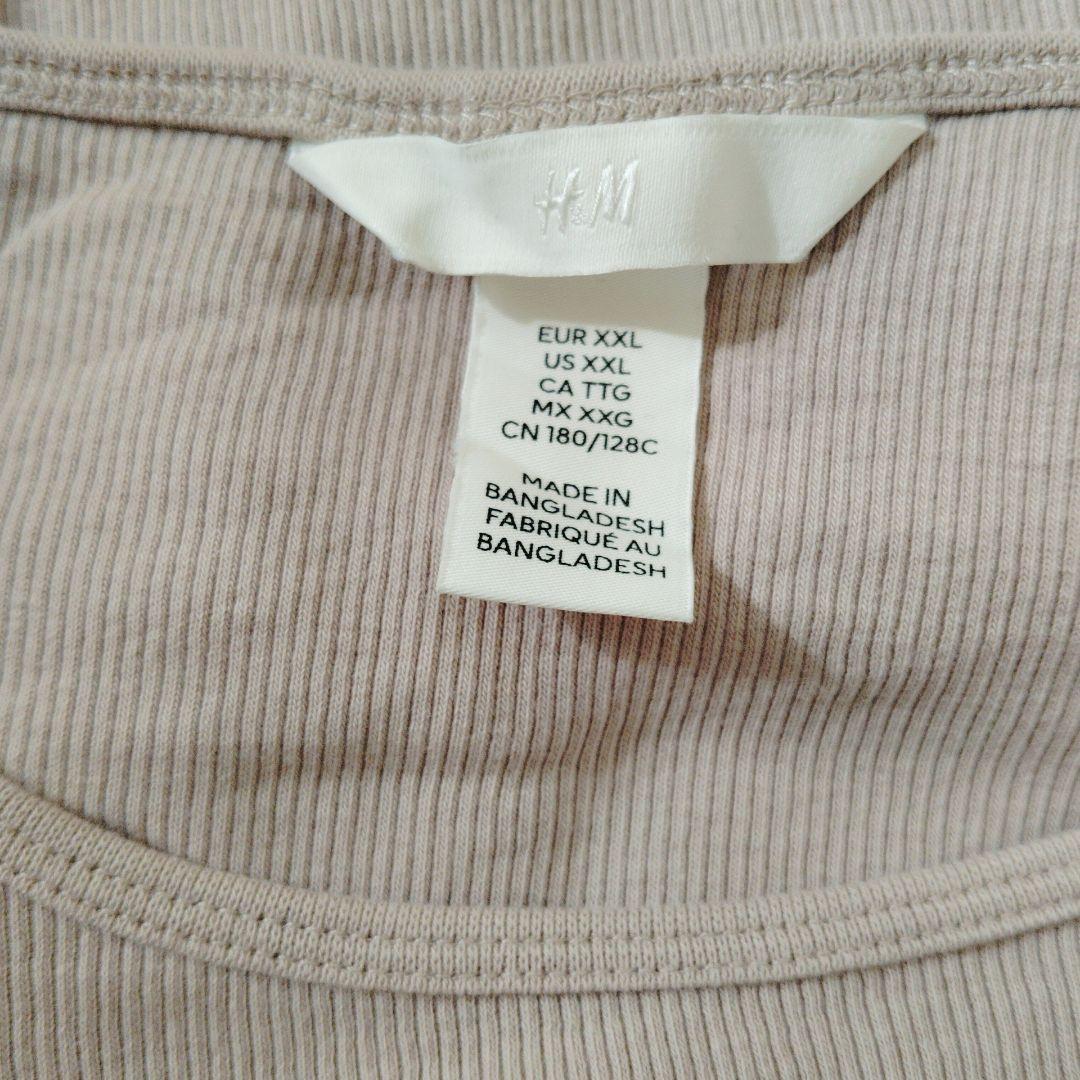 H&M
EUR XXL
US XXL
CA TTG
MX XXG
CN 180/128C
MADE IN
BANGLADESH
FABRIQUÉ AU
BANGLADESH